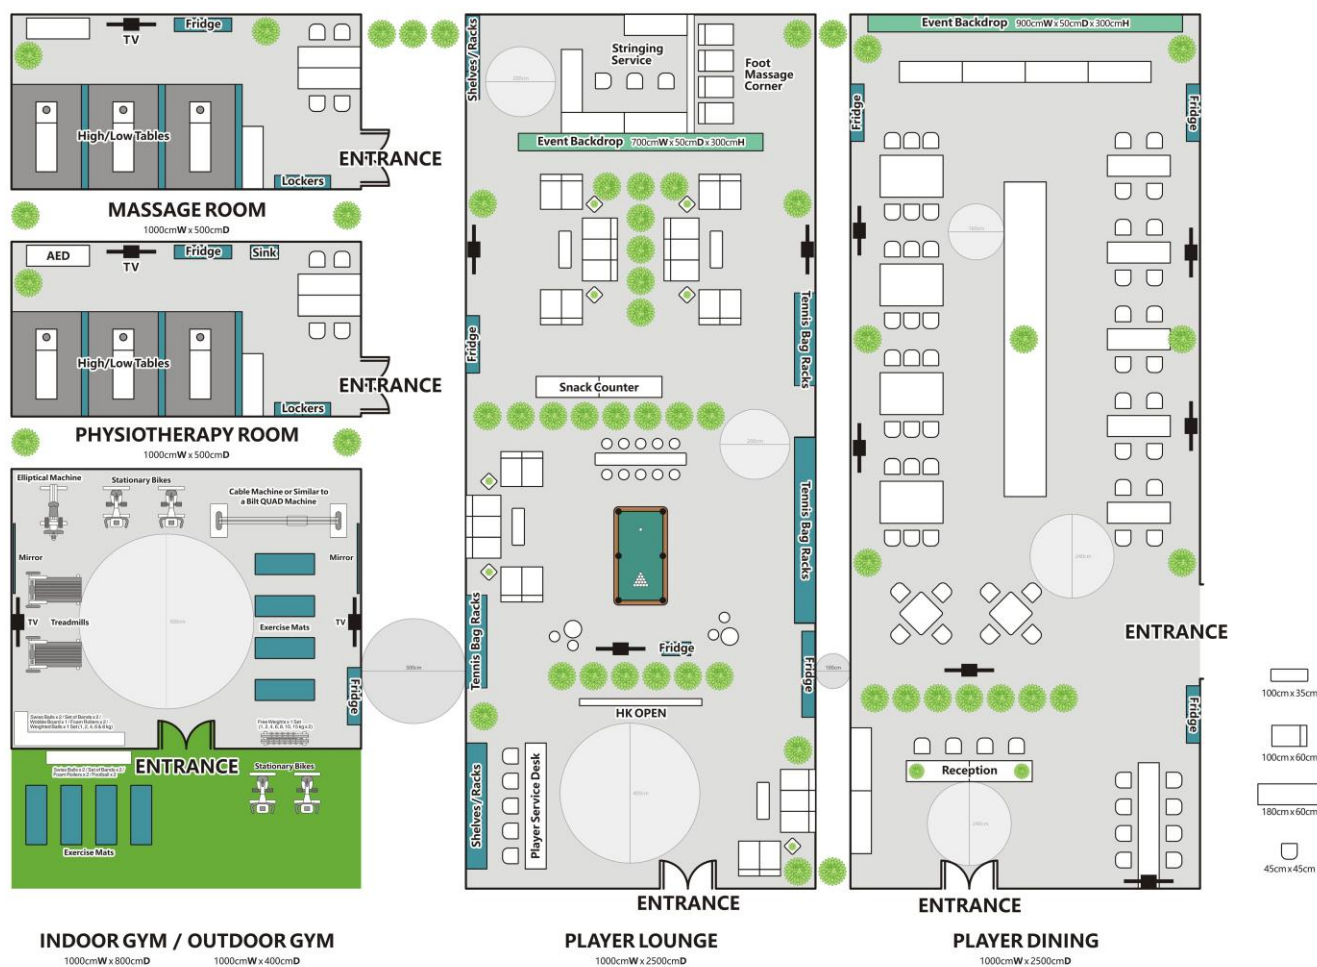 TV
Fridge
High/Low Tables
Lockers
ENTRANCE
MASSAGE ROOM
1000cmW x 500cmD
AED
TV
Fridge
Sink
High/Low Tables
Lockers
ENTRANCE
PHYSIOTHERAPY ROOM
1000cmW x 500cmD
Elliptical Machine
Stationary Bikes
Cable Machine or Similar to
a Bilt QUAD Machine
Mirror
Mirror
TV
Treadmills
Exercise Mats
TV
Fridge
ENTRANCE
Stationary Bikes
Exercise Mats
INDOOR GYM / OUTDOOR GYM
1000cmW x 800cmD
1000cmW x 400cmD
Shelves/Racks
Stringing
Service
Foot
Massage
Corner
Event Backdrop 700cmW x 50cmD x 300cmH
Fridge
Tennis Bag Racks
Snack Counter
Tennis Bag Racks
Tennis Bag Racks
Fridge
Fridge
HK OPEN
Shelves/Racks
Player Service Desk
ENTRANCE
PLAYER LOUNGE
1000cmW x 2500cmD
Event Backdrop 900cmW x 50cmD x 300cmH
Fridge
Fridge
ENTRANCE
Fridge
Reception
ENTRANCE
PLAYER DINING
1000cmW x 2500cmD
100cm x 35cm
100cm x 60cm
180cm x 60cm
45cm x 45cm